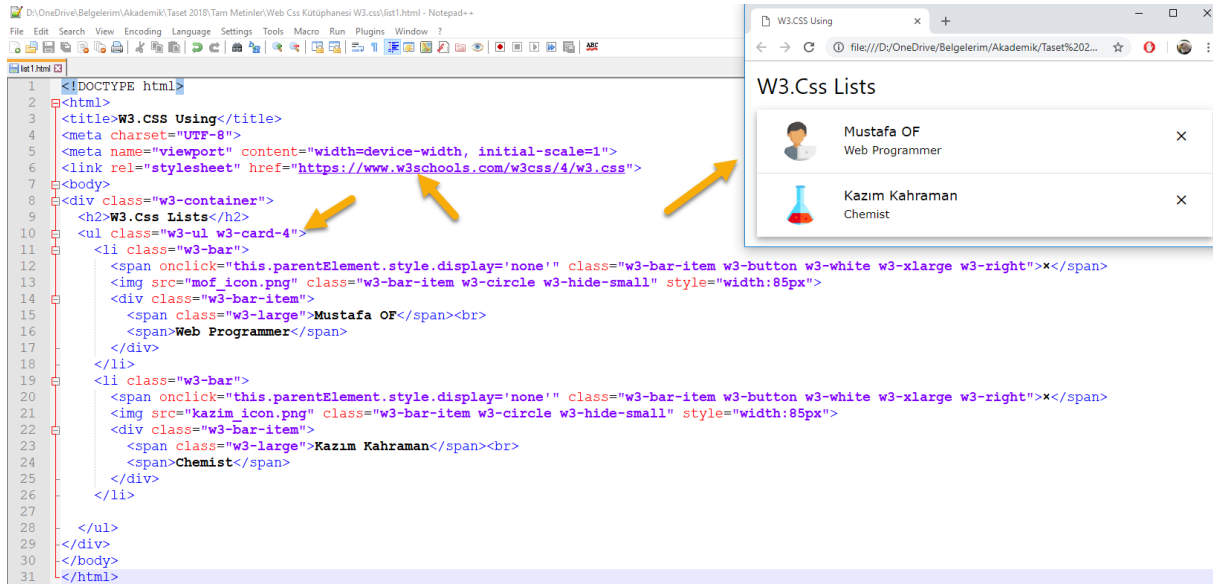 D:\OneDrive\Belgelerim\Akademik\Taset 2018\Tam Metinler\Web Css Kütüphanesi W3.css\list1.html - Notepad++
File Edit Search View Encoding Language Settings Tools Macro Run Plugins Window ?
list1.html
1 <!DOCTYPE html>
2 <html>
3 <title>W3.CSS Using</title>
4 <meta charset="UTF-8">
5 <meta name="viewport" content="width=device-width, initial-scale=1">
6 <link rel="stylesheet" href="https://www.w3schools.com/w3css/4/w3.css">
7 <body>
8 <div class="w3-container">
9 <h2>W3.Css Lists</h2>
10 <ul class="w3-ul w3-card-4">
11 <li class="w3-bar">
12 <span onclick="this.parentElement.style.display='none'" class="w3-bar-item w3-button w3-white w3-xlarge w3-right">×</span>
13 <img src="mof_icon.png" class="w3-bar-item w3-circle w3-hide-small" style="width:85px">
14 <div class="w3-bar-item">
15 <span class="w3-large">Mustafa OF</span><br>
16 <span>Web Programmer</span>
17 </div>
18 </li>
19 <li class="w3-bar">
20 <span onclick="this.parentElement.style.display='none'" class="w3-bar-item w3-button w3-white w3-xlarge w3-right">×</span>
21 <img src="kazim_icon.png" class="w3-bar-item w3-circle w3-hide-small" style="width:85px">
22 <div class="w3-bar-item">
23 <span class="w3-large">Kazım Kahraman</span><br>
24 <span>Chemist</span>
25 </div>
26 </li>
27
28 </ul>
29 </div>
30 </body>
31 </html>
W3.CSS Using
file:///D:/OneDrive/Belgelerim/Akademik/Taset%202...
W3.Css Lists
Mustafa OF ×
Web Programmer
Kazım Kahraman ×
Chemist